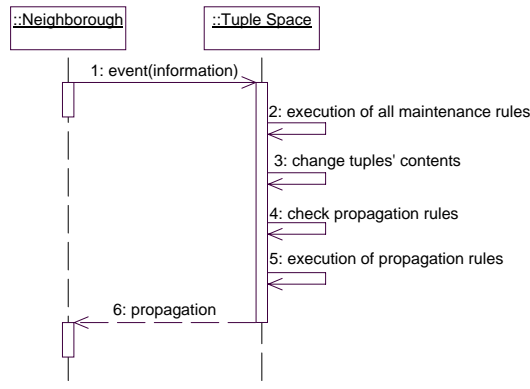 ::Neighborough
::Tuple Space
1: event(information)
2: execution of all maintenance rules
3: change tuples' contents
4: check propagation rules
5: execution of propagation rules
6: propagation